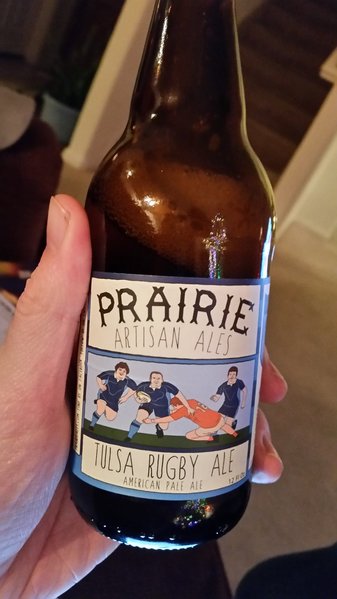 PRAIRIE
ARTISAN ALES
TULSA RUGBY ALE
AMERICAN PALE ALE